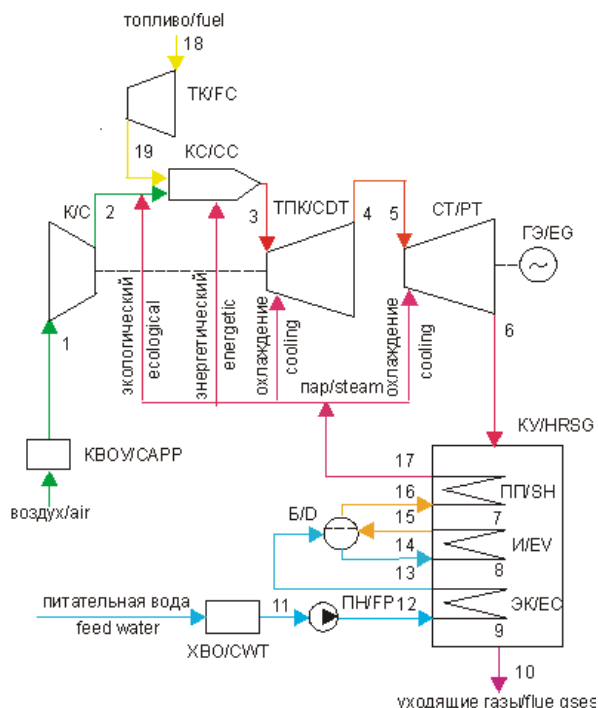 топливо/fuel
18
ТК/FC
19
КС/CC
К/С
2
3
ТПК/CDT
4
5
СТ/PT
ГЭ/EG
~
1
экологический
ecological
энергетический
energetic
охлаждение
cooling
охлаждение
cooling
6
пар/steam
КВОУ/CAPP
воздух/air
КУ/HRSG
17
ПП/SH
16
Б/D
15
7
14
И/EV
13
8
питательная вода
feed water
11
ПН/FP
12
ЭК/EC
9
ХВО/CWT
10
уходящие газы/flue gses